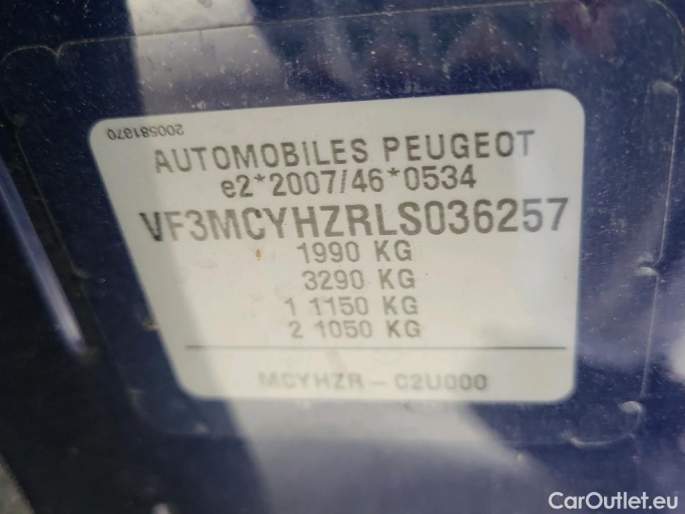 200581070
AUTOMOBILES PEUGEOT
e2*2007/46*0534
VF3MCYHZRLS036257
1990 KG
3290 KG
1 1150 KG
2 1050 KG
MCYHZR - C2U000
CarOutlet.eu